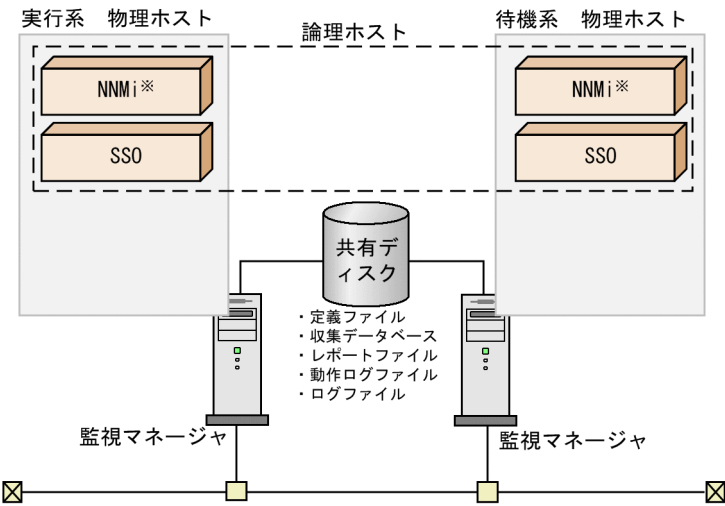 実行系 物理ホスト
待機系 物理ホスト
論理ホスト
NNMi※
NNMi※
SSO
SSO
共有デ
ィスク
・定義ファイル
・収集データベース
・レポートファイル
・動作ログファイル
・ログファイル
監視マネージャ
監視マネージャ